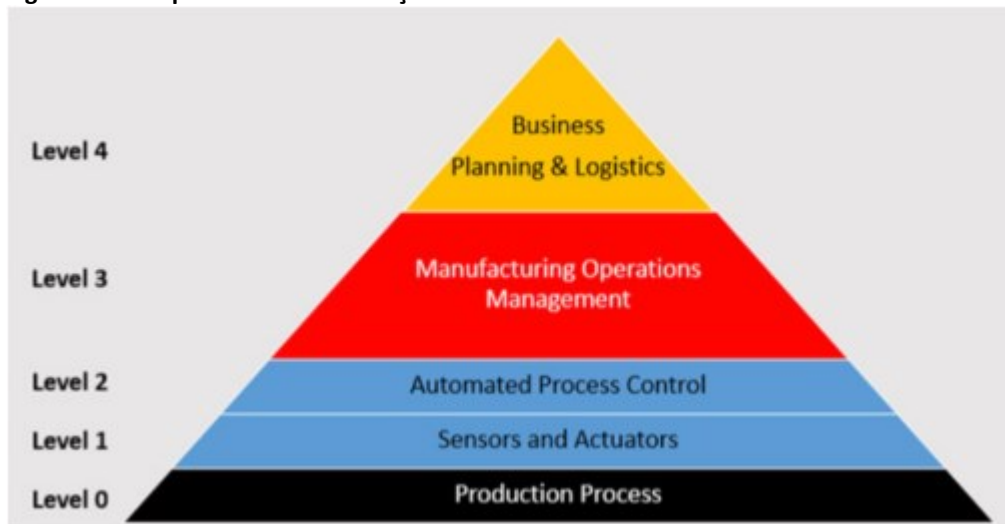 Level 4
Business
Planning & Logistics
Level 3
Manufacturing Operations
Management
Level 2
Automated Process Control
Level 1
Sensors and Actuators
Level 0
Production Process